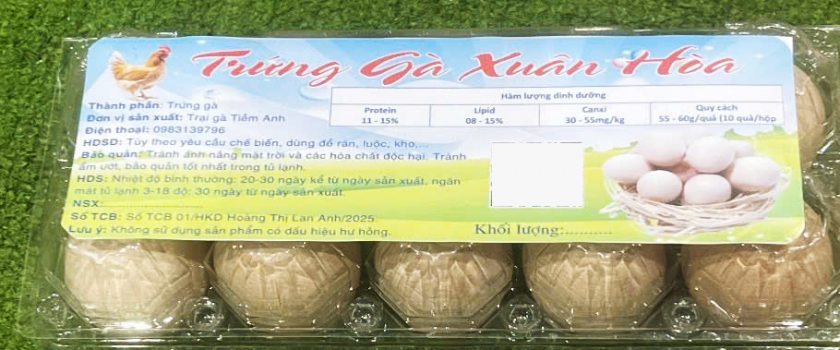 Trứng Gà Xuân Hòa
Thành phần: Trứng gà
Đơn vị sản xuất: Trại gà Tiềm Anh
Điện thoại: 0983139796
HDSD: Tùy theo yêu cầu chế biến, dùng để rán, luộc, kho,...
Bảo quản: Tránh ánh nắng mặt trời và các hóa chất độc hại. Tránh
ẩm ướt, bảo quản tốt nhất trong tủ lạnh.
HDS: Nhiệt độ bình thường: 20-30 ngày kể từ ngày sản xuất, ngăn
mát tủ lạnh 3-18 độ: 30 ngày từ ngày sản xuất.
NSX:....................
Số TCB: Số TCB 01/HKD Hoàng Thị Lan Anh/2025.
Lưu ý: Không sử dụng sản phẩm có dấu hiệu hư hỏng.
Hàm lượng dinh dưỡng
Protein Lipid Canxi Quy cách
11 - 15% 08 - 15% 30 - 55mg/kg 55 - 60g/quả (10 quả/hộp
Khối lượng:..........